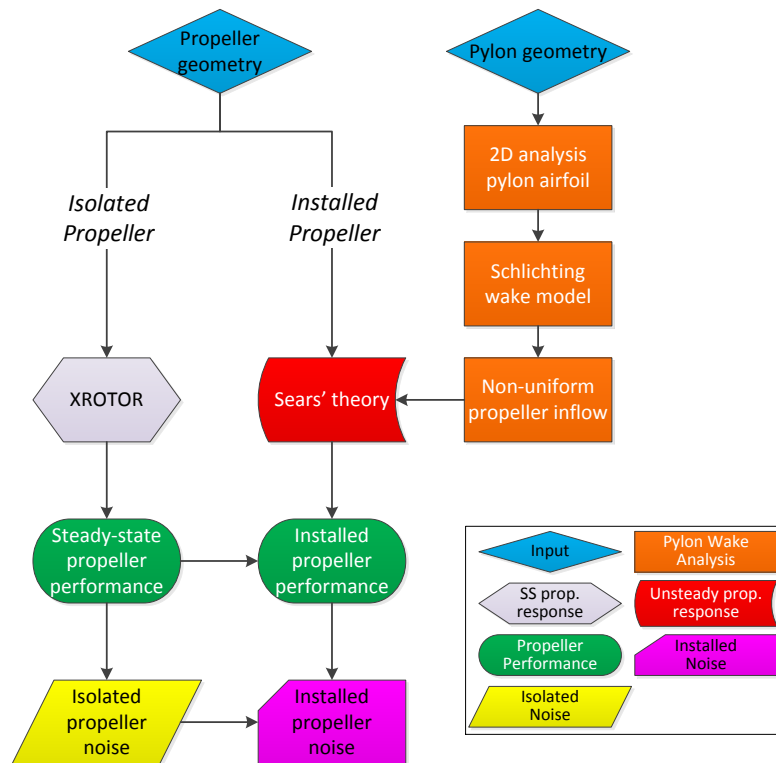 Propeller
geometry
Pylon geometry
2D analysis
pylon airfoil
Isolated
Propeller
Installed
Propeller
Schlichting
wake model
XROTOR
Sears' theory
Non-uniform
propeller inflow
Steady-state
propeller
performance
Installed
propeller
performance
Isolated
propeller
noise
Installed
propeller
noise
Input
Pylon Wake
Analysis
SS prop.
response
Unsteady prop.
response
Propeller
Performance
Installed
Noise
Isolated
Noise